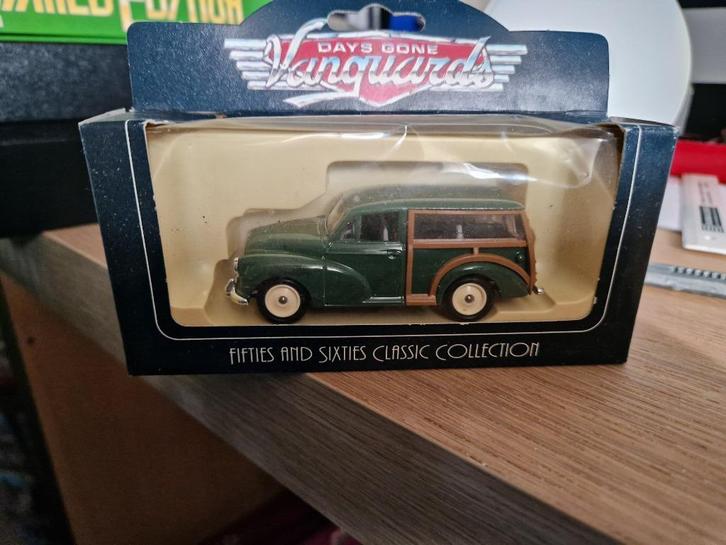 DAYS GONE
Vanguards
FIFTIES AND SIXTIES CLASSIC COLLECTION